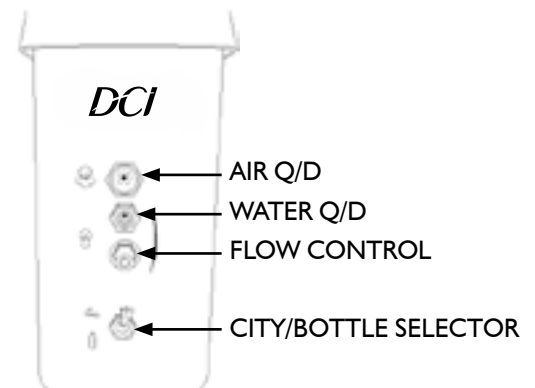 DCI
AIR Q/D
WATER Q/D
FLOW CONTROL
CITY/BOTTLE SELECTOR